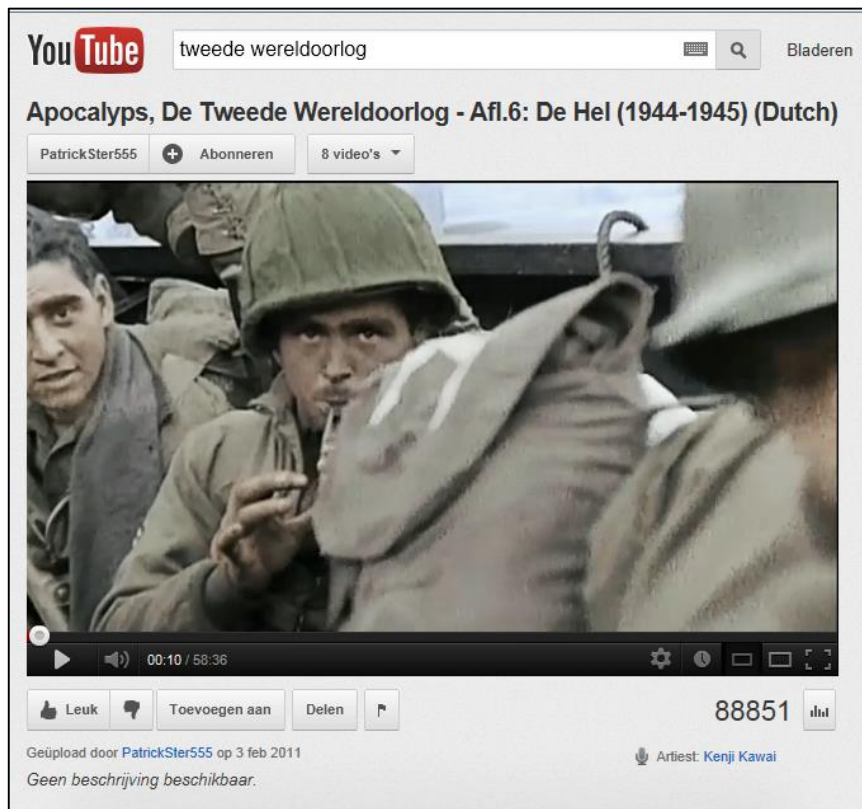 YouTube tweede wereldoorlog Bladeren
Apocalyps, De Tweede Wereldoorlog - Afl.6: De Hel (1944-1945) (Dutch)
PatrickSter555 Abonneren 8 video's
00:10 / 58:36
Leuk Toevoegen aan Delen 88851
Geüpload door PatrickSter555 op 3 feb 2011 Artiest: Kenji Kawai
Geen beschrijving beschikbaar.